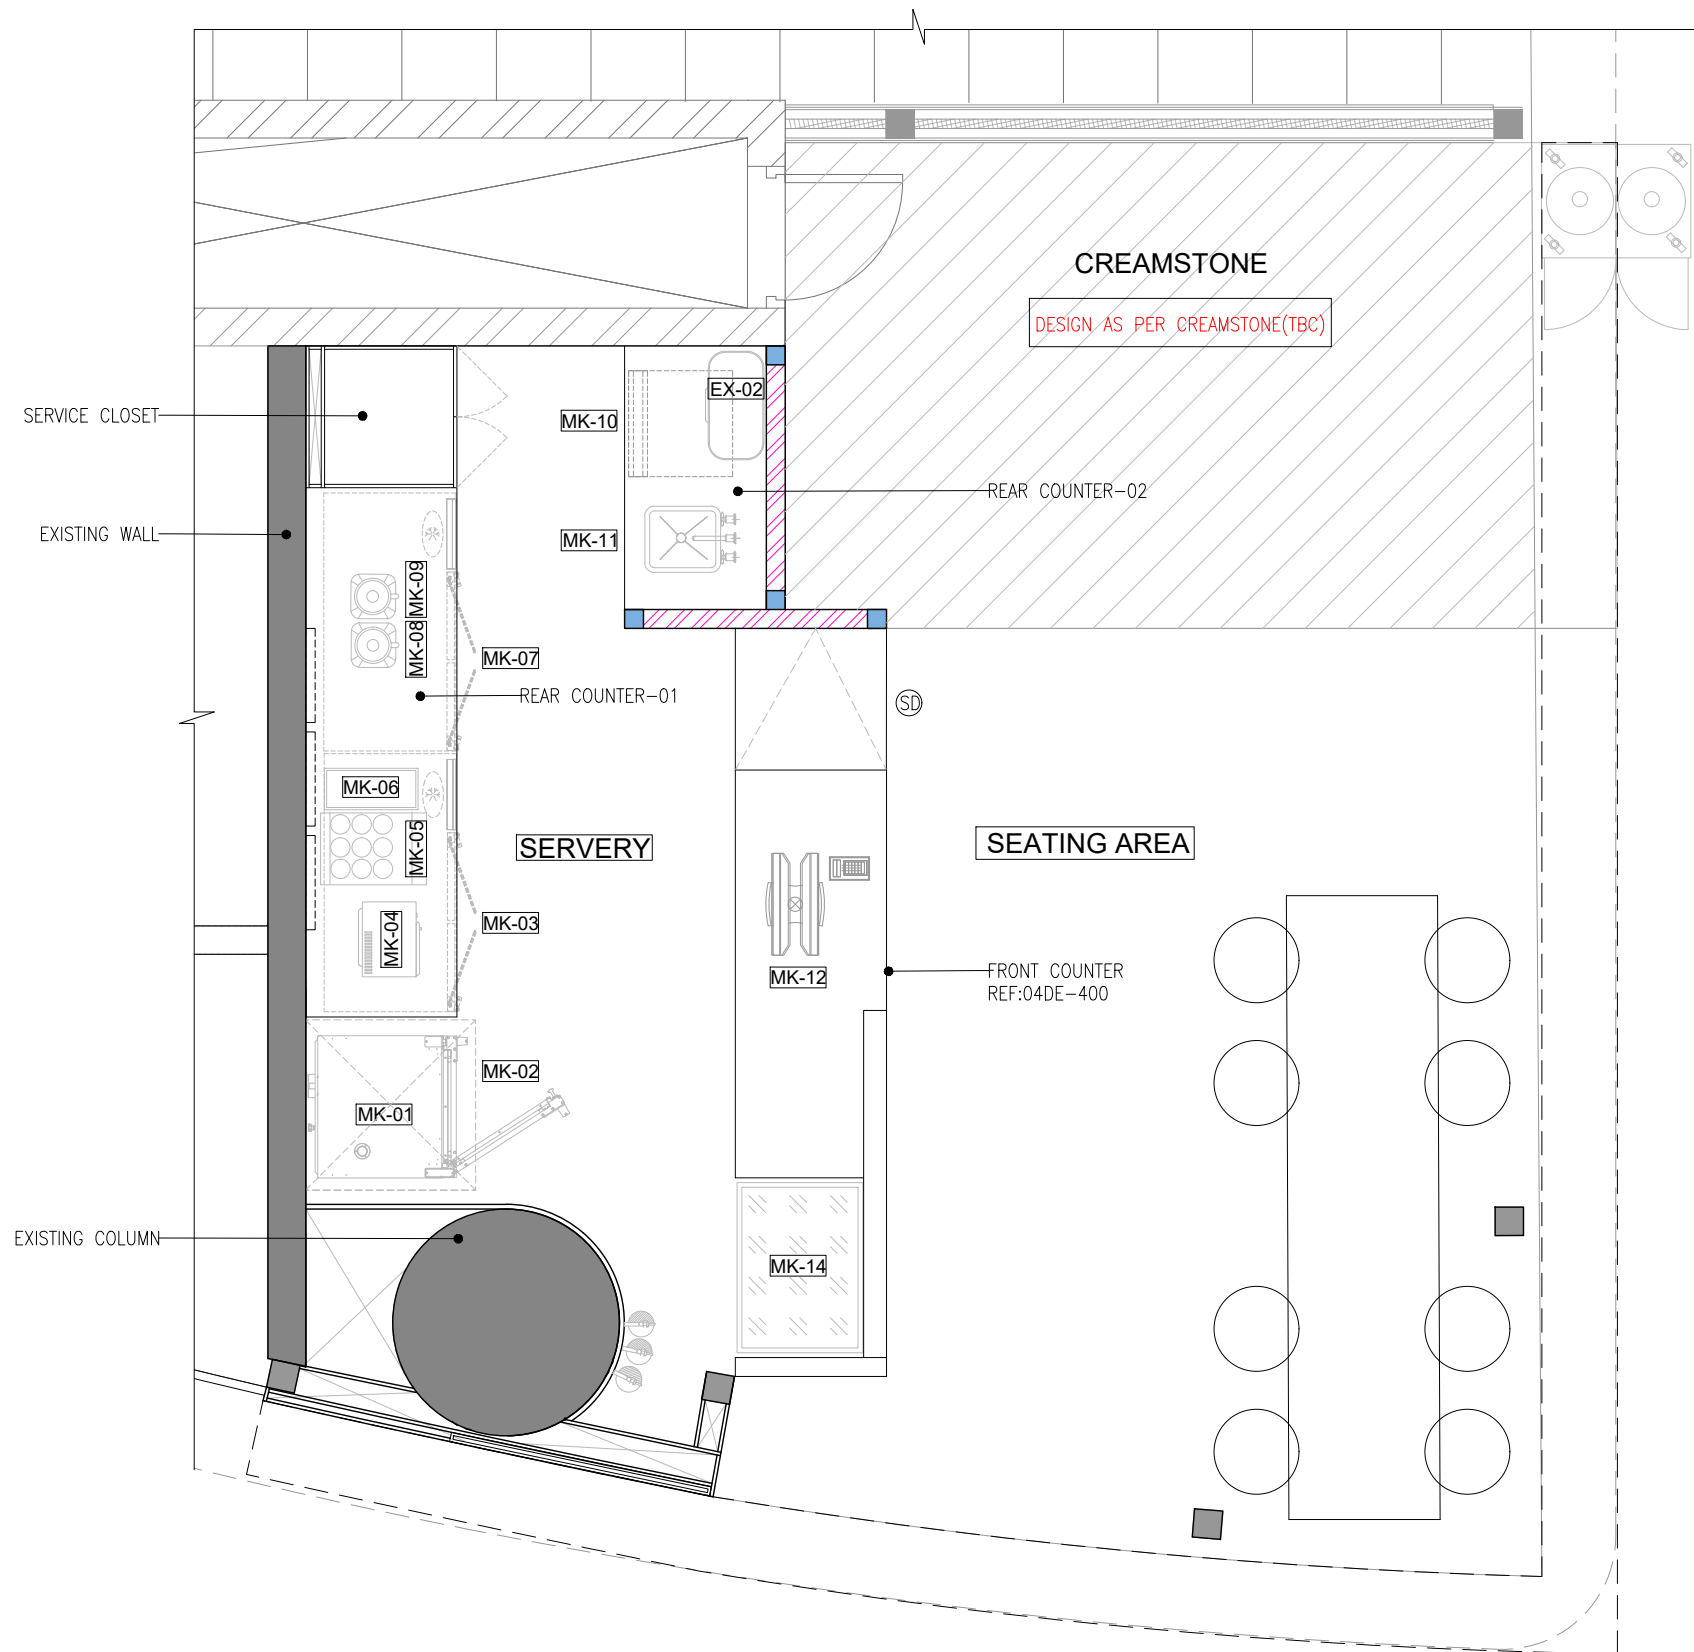 CREAMSTONE
DESIGN AS PER CREAMSTONE(TBC)
EX-02
SERVICE CLOSET
MK-10
REAR COUNTER-02
EXISTING WALL
MK-11
MK-09
MK-08
MK-07
REAR COUNTER-01
SD
MK-06
MK-05
SERVERY
SEATING AREA
MK-04
MK-03
MK-12
FRONT COUNTER
REF:04DE-400
MK-02
MK-01
EXISTING COLUMN
MK-14